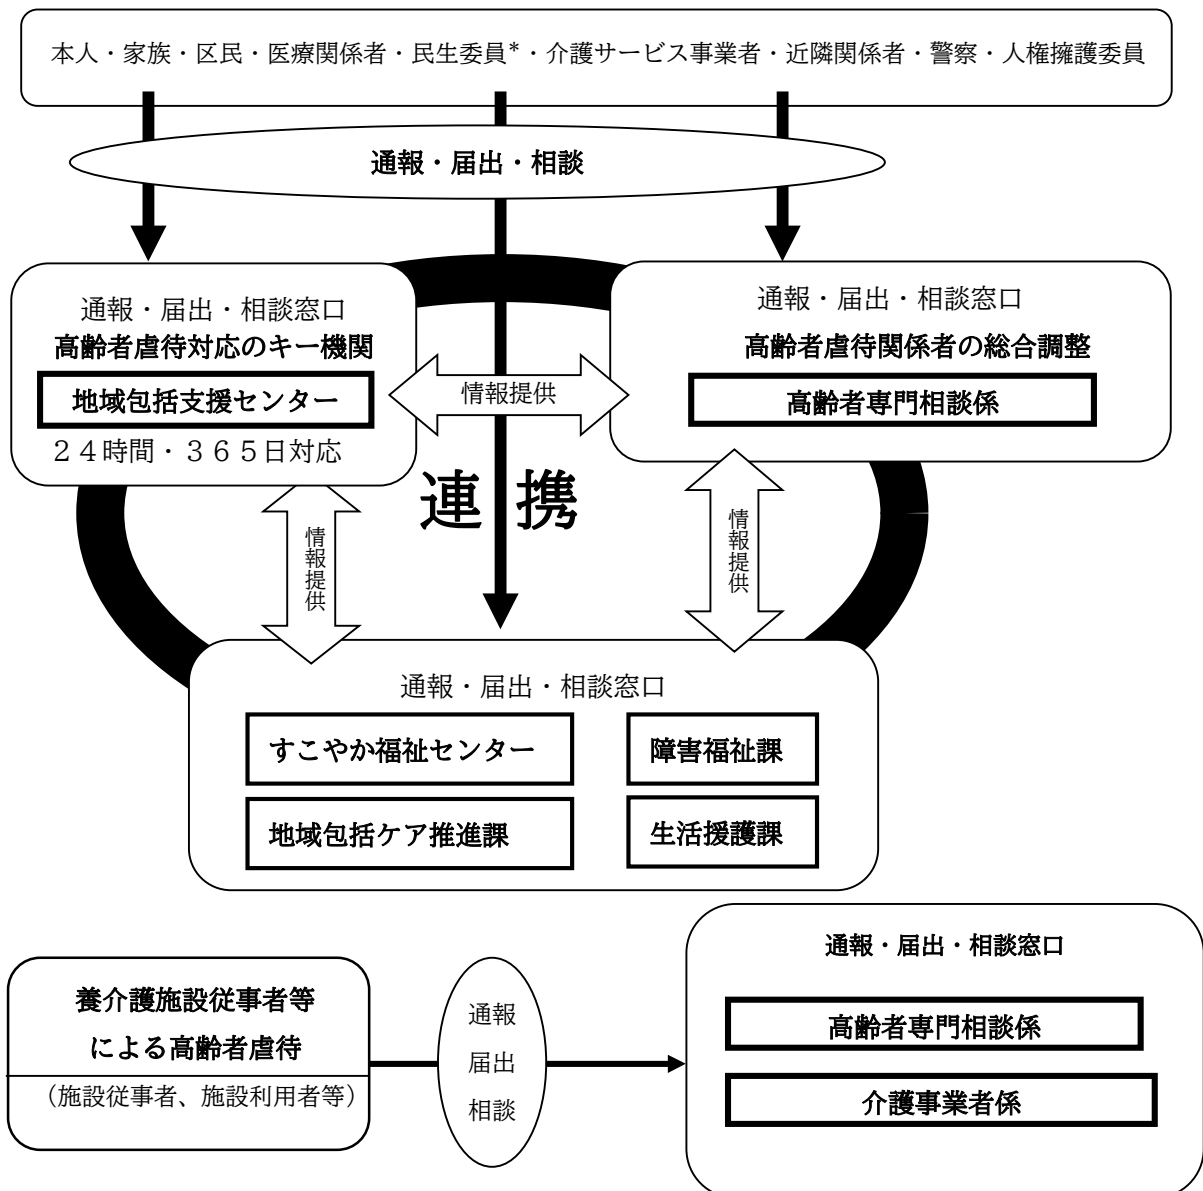 本人・家族・区民・医療関係者・民生委員*・介護サービス事業者・近隣関係者・警察・人権擁護委員
通報・届出・相談
通報・届出・相談窓口
高齢者虐待対応のキー機関
地域包括支援センター
２４時間・３６５日対応
通報・届出・相談窓口
高齢者虐待関係者の総合調整
高齢者専門相談係
情報提供
連携
情報提供
情報提供
通報・届出・相談窓口
すこやか福祉センター
障害福祉課
地域包括ケア推進課
生活援護課
養介護施設従事者等
による高齢者虐待
（施設従事者、施設利用者等）
通報
届出
相談
通報・届出・相談窓口
高齢者専門相談係
介護事業者係